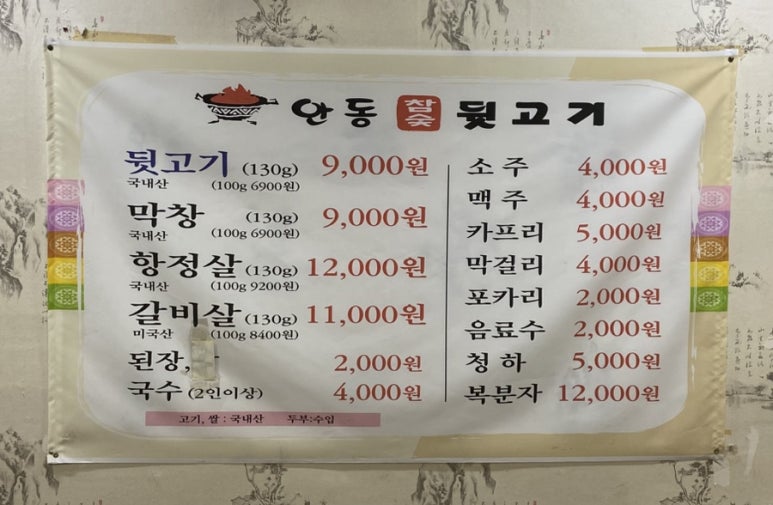 안동 참숯 뒷고기
뒷고기 (130g) 9,000원
국내산 (100g 6900원)
막창 (130g) 9,000원
국내산 (100g 6900원)
항정살 (130g) 12,000원
국내산 (100g 9200원)
갈비살 (130g) 11,000원
미국산 (100g 8400원)
된장, 2,000원
국수 (2인이상) 4,000원
고기, 쌀 : 국내산 두부:수입
소주 4,000원
맥주 4,000원
카프리 5,000원
막걸리 4,000원
포카리 2,000원
음료수 2,000원
청하 5,000원
복분자 12,000원